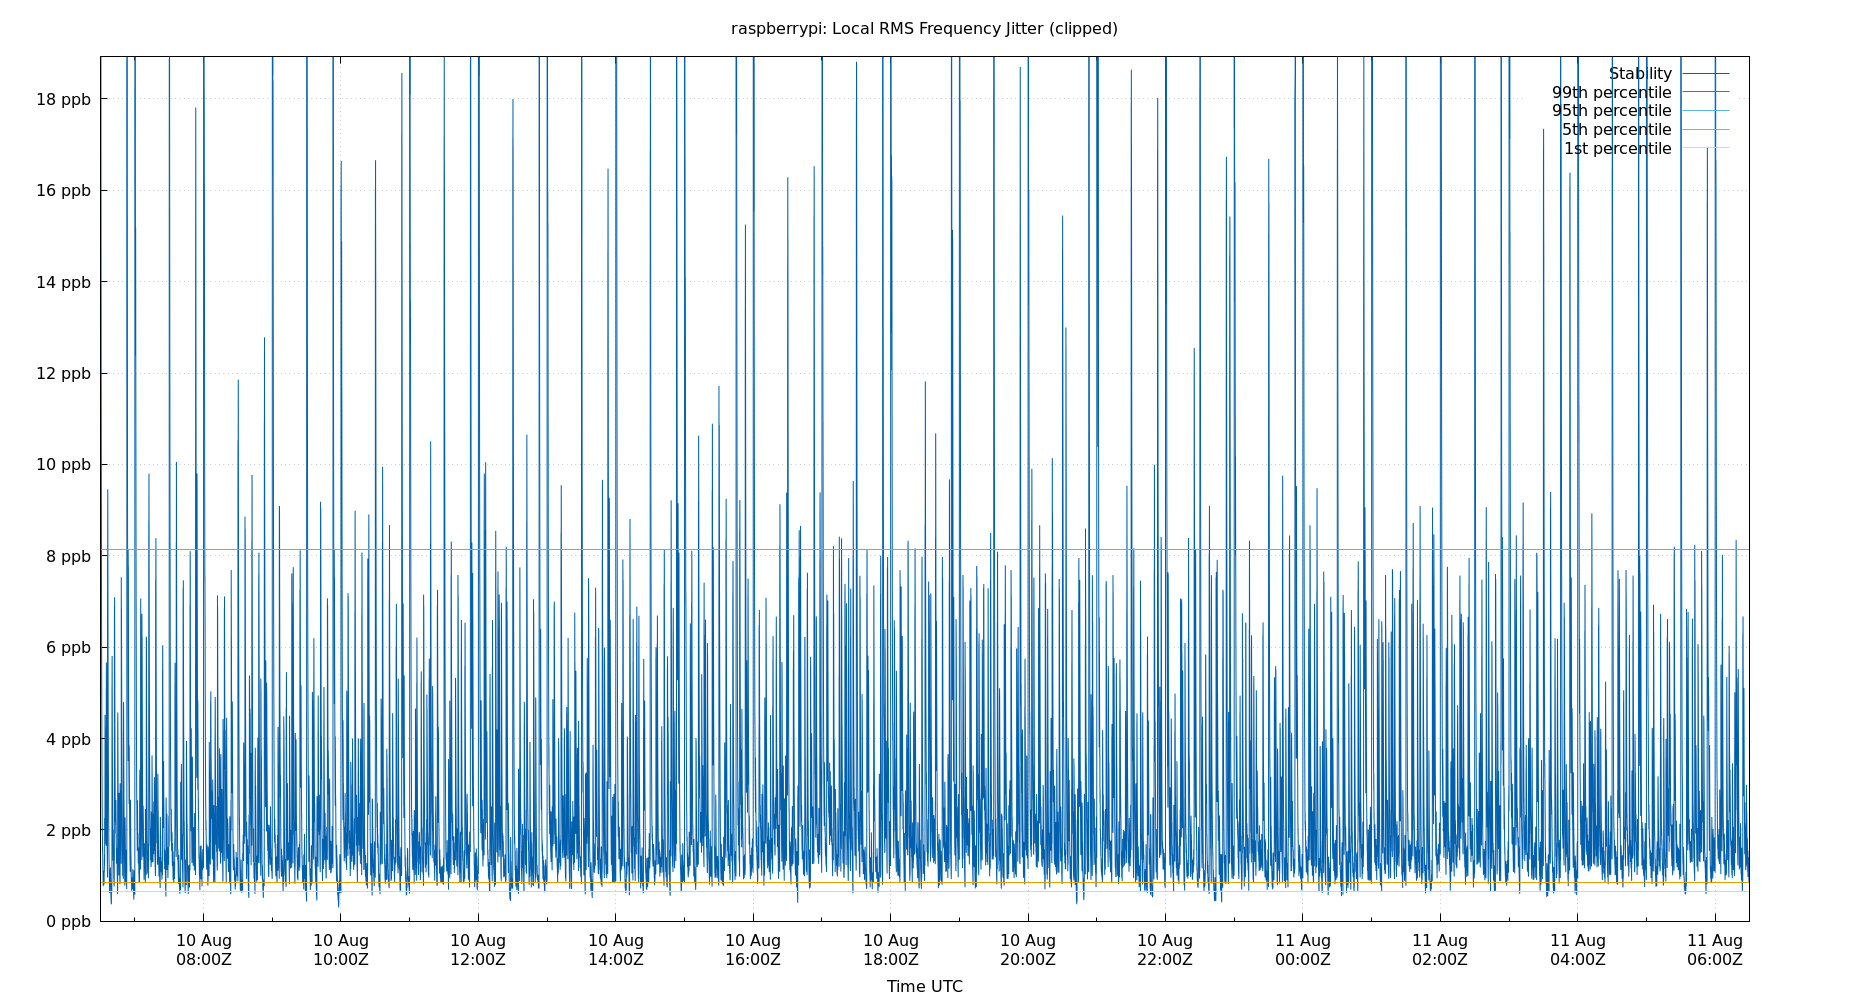 raspberrypi: Local RMS Frequency Jitter (clipped)
Stability
99th percentile
95th percentile
5th percentile
1st percentile
18 ppb
16 ppb
14 ppb
12 ppb
10 ppb
8 ppb
6 ppb
4 ppb
2 ppb
0 ppb
10 Aug 10 Aug 10 Aug 10 Aug 10 Aug 10 Aug 10 Aug 10 Aug 11 Aug 11 Aug 11 Aug 11 Aug
08:00Z 10:00Z 12:00Z 14:00Z 16:00Z 18:00Z 20:00Z 22:00Z 00:00Z 02:00Z 04:00Z 06:00Z
Time UTC